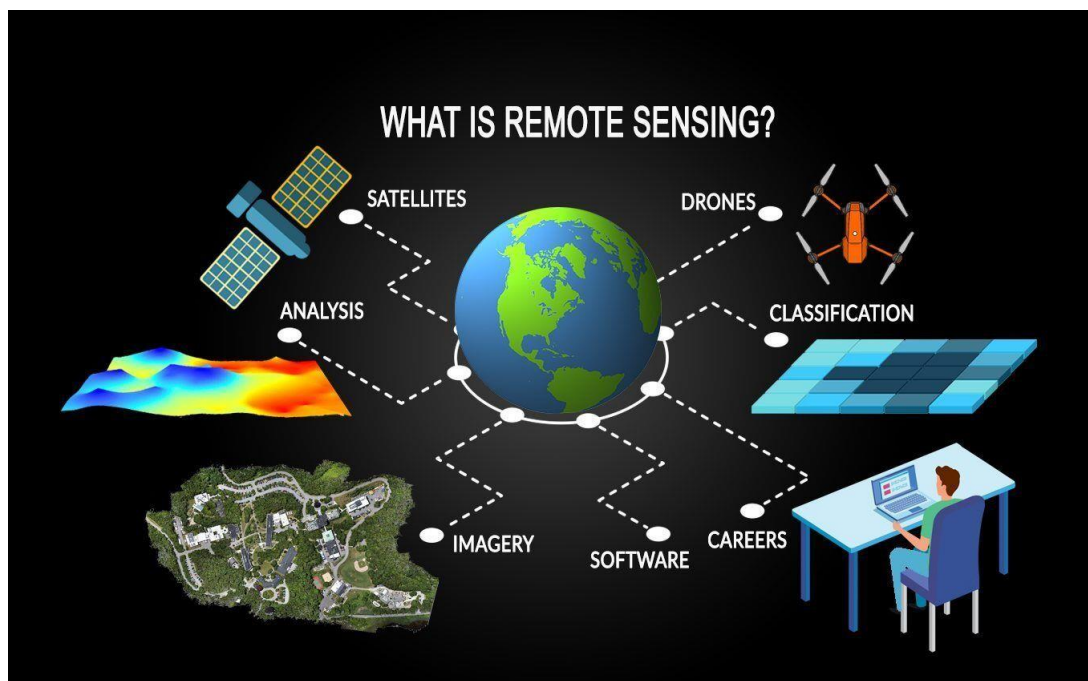 WHAT IS REMOTE SENSING?
SATELLITES
DRONES
ANALYSIS
CLASSIFICATION
IMAGERY
SOFTWARE
CAREERS